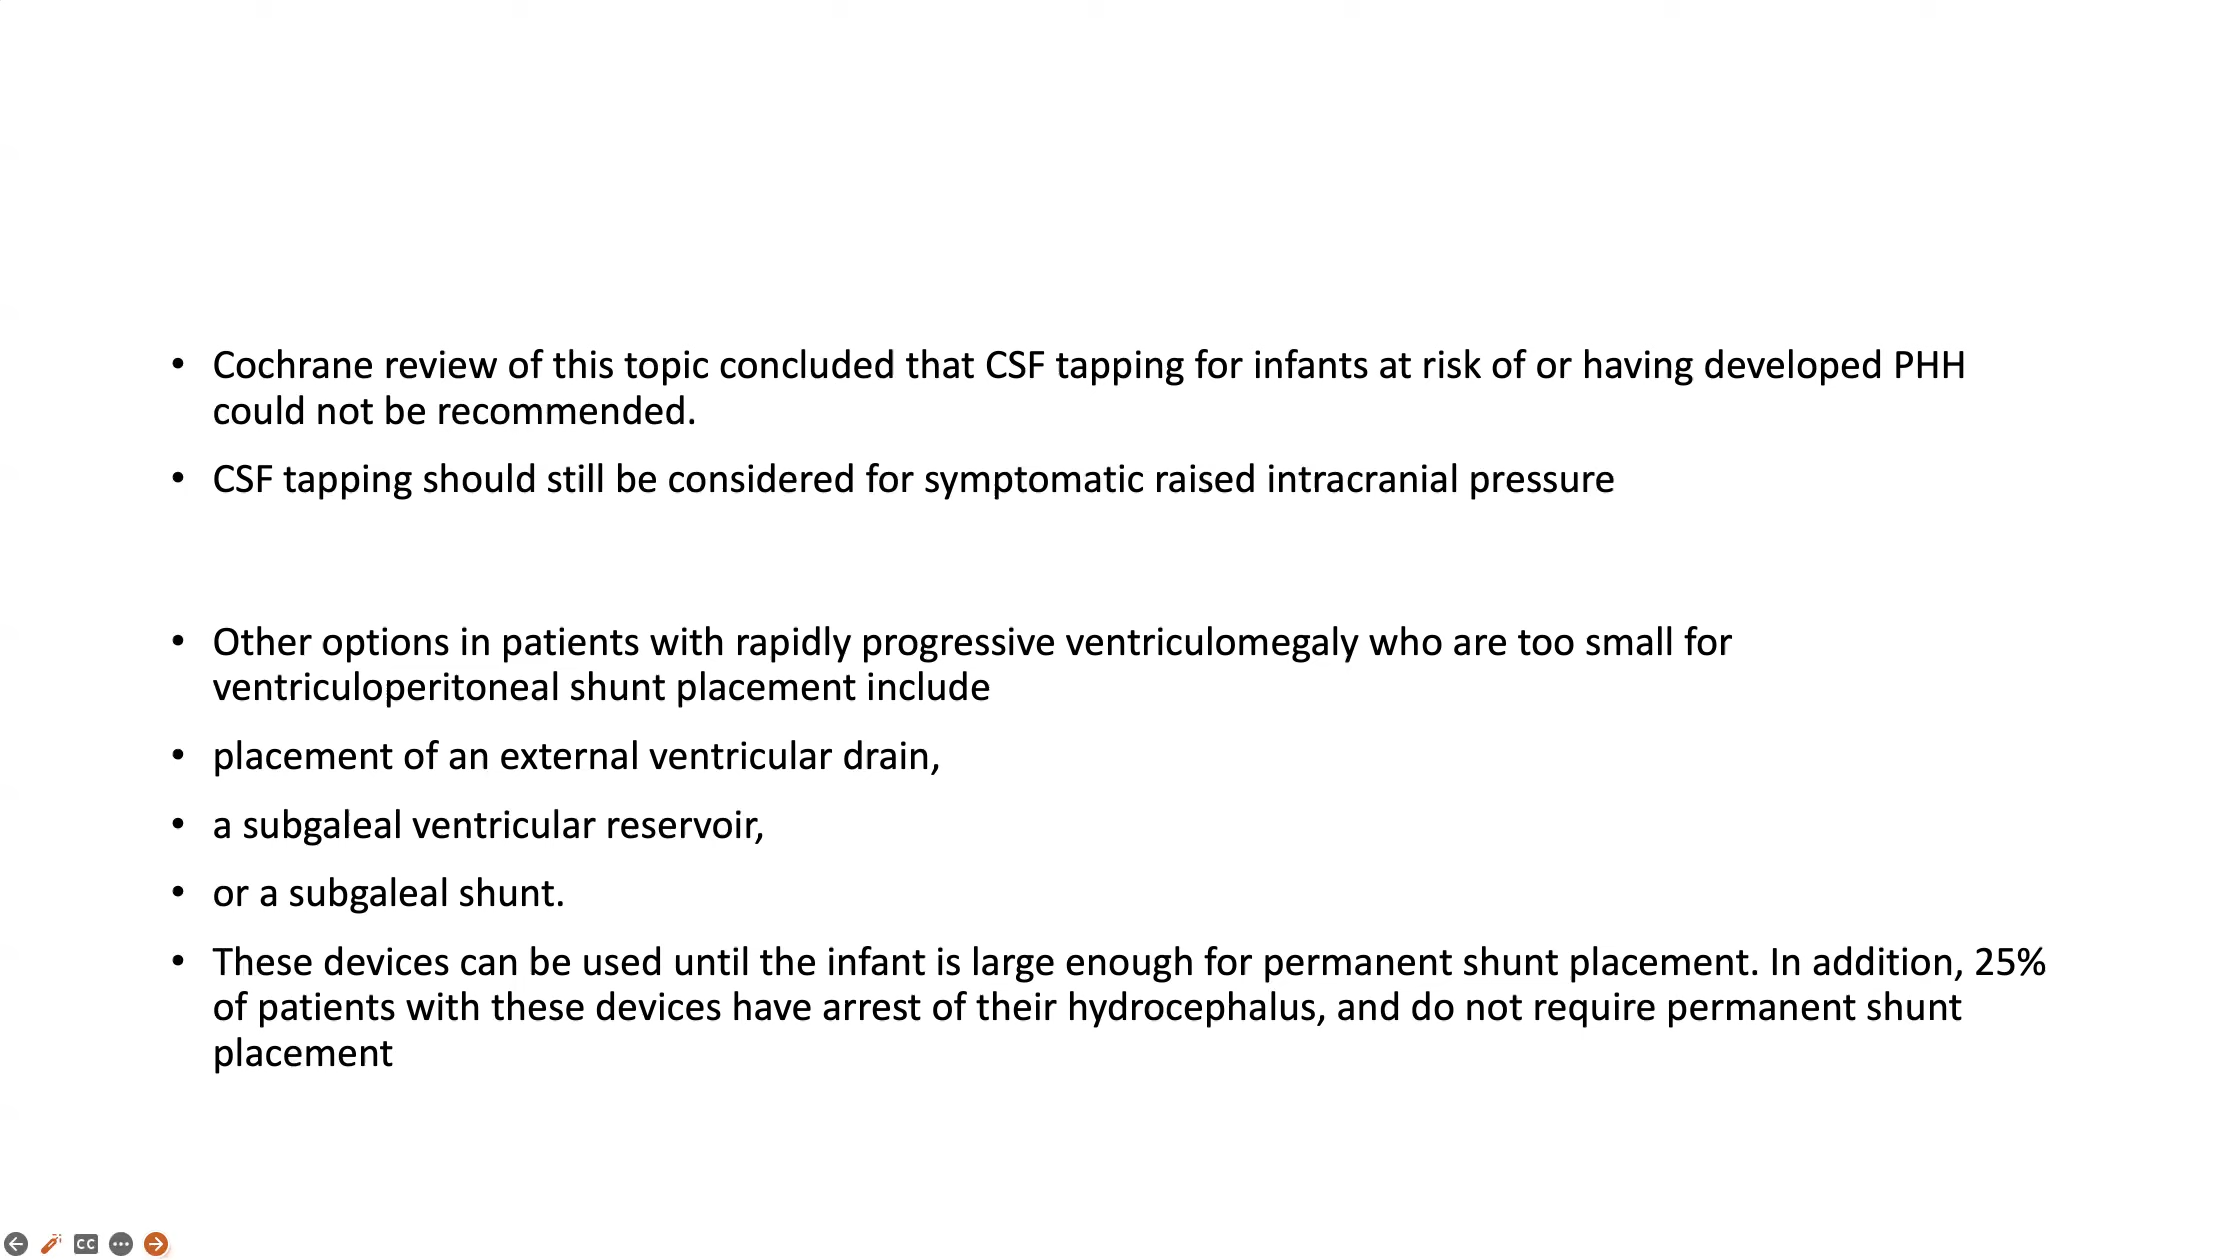 • Cochrane review of this topic concluded that CSF tapping for infants at risk of or having developed PHH
could not be recommended.
• CSF tapping should still be considered for symptomatic raised intracranial pressure
• Other options in patients with rapidly progressive ventriculomegaly who are too small for
ventriculoperitoneal shunt placement include
• placement of an external ventricular drain,
• a subgaleal ventricular reservoir,
• or a subgaleal shunt.
• These devices can be used until the infant is large enough for permanent shunt placement. In addition, 25%
of patients with these devices have arrest of their hydrocephalus, and do not require permanent shunt
placement
CC